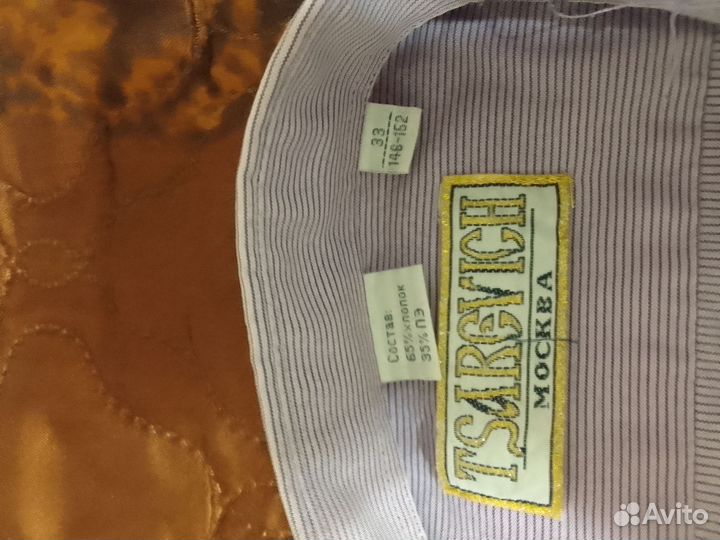 33
146-152
Состав:
65%хлопок
35% ПЭ
TSAREVICH
МОСКВА
Avito